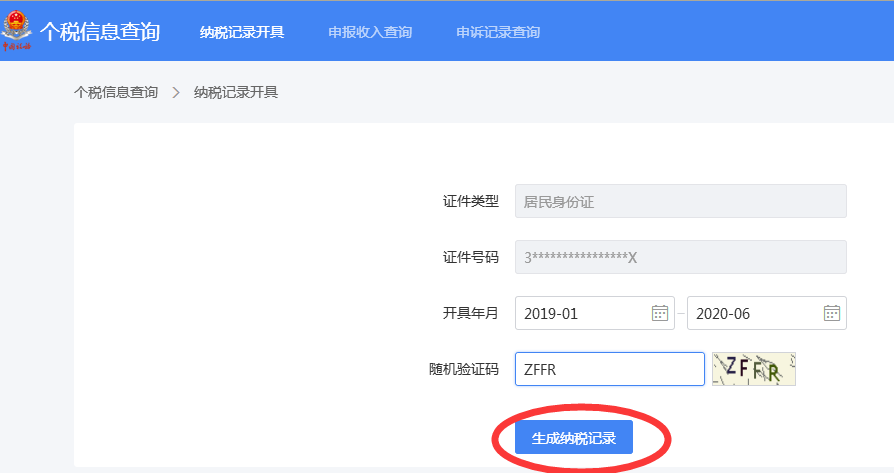 个税信息查询 纳税记录开具 申报收入查询 申诉记录查询
个税信息查询 > 纳税记录开具
证件类型 居民身份证
证件号码 3****************X
开具年月 2019-01 – 2020-06
随机验证码 ZFFR ZFFR
生成纳税记录